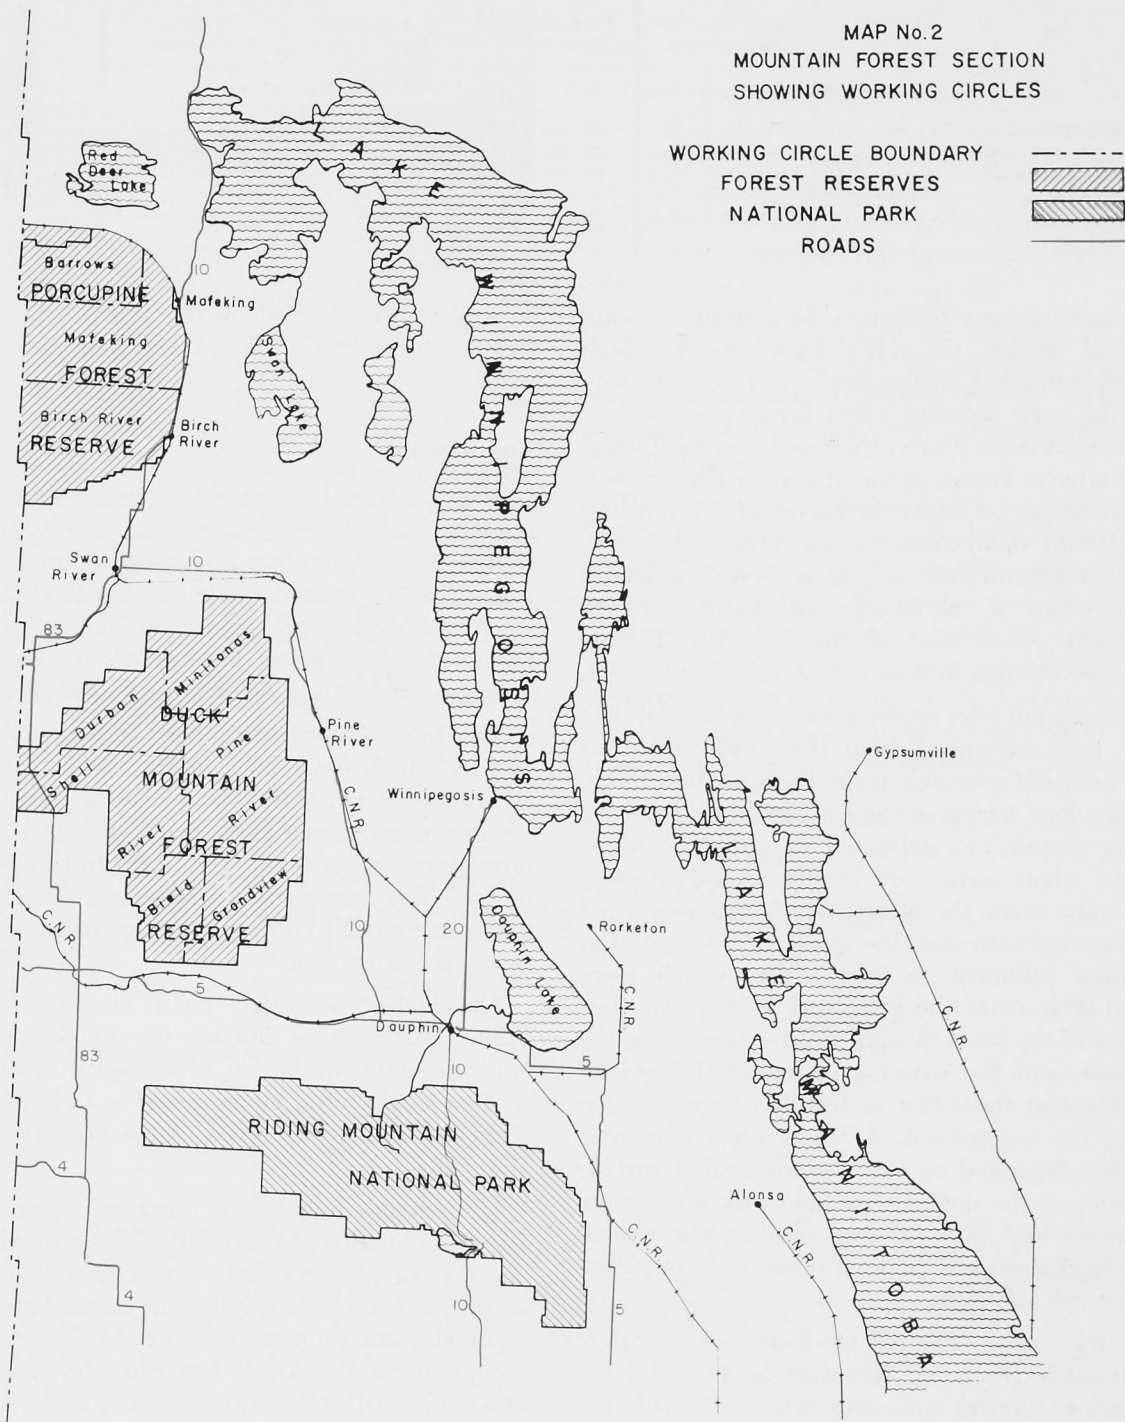 MAP No. 2
MOUNTAIN FOREST SECTION
SHOWING WORKING CIRCLES
WORKING CIRCLE BOUNDARY
FOREST RESERVES
NATIONAL PARK
ROADS
Red
Deer
Lake
LAKE WINNIPEGOSIS
10
Barrows
PORCUPINE
Mafeking
Mafeking
FOREST
Birch River
RESERVE
Birch
River
Swan Lake
Swan
River
10
83
Minitonas
Durban
DUCK
Pine
River
Pine
River
Shell
River
MOUNTAIN
FOREST
Bield
Grandview
RESERVE
C.N.R.
Winnipegosis
Gypsumville
LAKE MANITOBA
C.N.R.
10
20
Dauphin Lake
Rorketon
C.N.R.
C.N.R.
5
Dauphin
5
83
10
RIDING MOUNTAIN
NATIONAL PARK
4
Alonsa
C.N.R.
C.N.R.
4
10
5